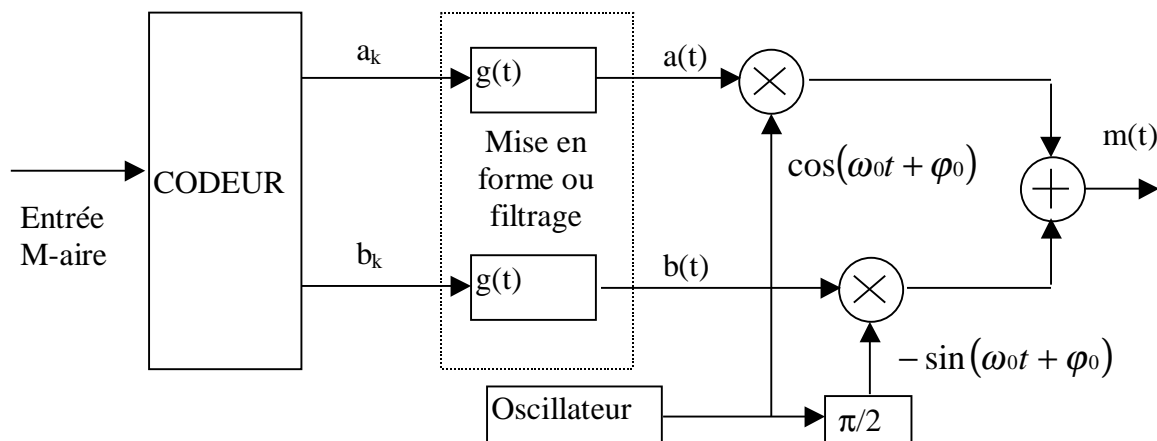 a_k
g(t)
a(t)
m(t)
Mise en
forme ou
filtrage
cos(ω₀t + φ₀)
CODEUR
Entrée
M-aire
b_k
g(t)
b(t)
− sin(ω₀t + φ₀)
Oscillateur
π/2